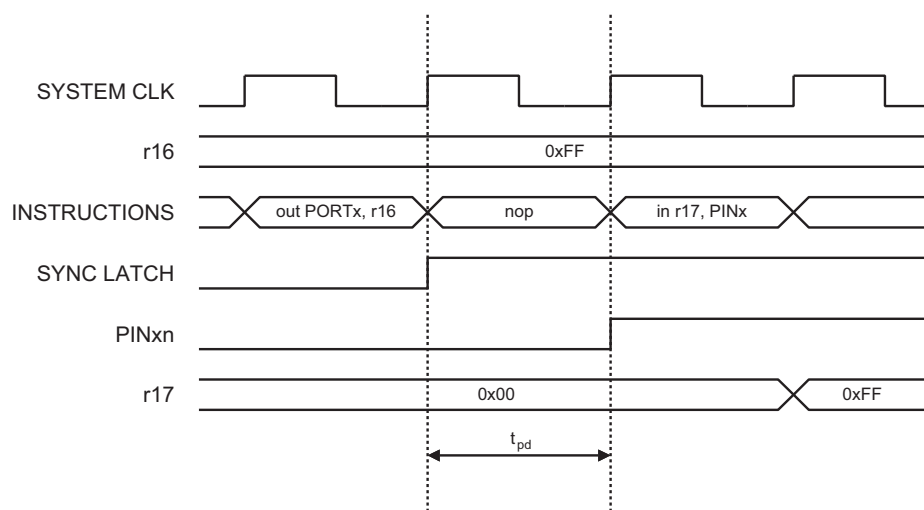 SYSTEM CLK
r16
0xFF
INSTRUCTIONS
out PORTx, r16
nop
in r17, PINx
SYNC LATCH
PINxn
r17
0x00
0xFF
tpd